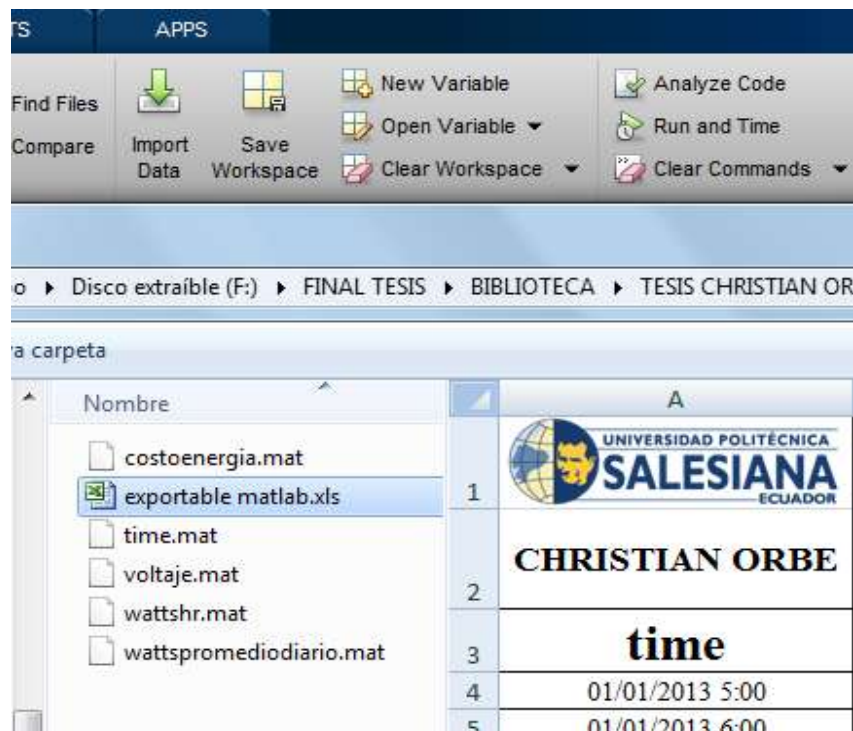 TS APPS
Find Files
Compare
Import
Data
Save
Workspace
New Variable
Open Variable
Clear Workspace
Analyze Code
Run and Time
Clear Commands
o Disco extraíble (F:) FINAL TESIS BIBLIOTECA TESIS CHRISTIAN OR
a carpeta
Nombre
costoenergia.mat
exportable matlab.xls
time.mat
voltaje.mat
wattshr.mat
wattspromediodiario.mat
A
1
UNIVERSIDAD POLITÉCNICA
SALESIANA
ECUADOR
2 CHRISTIAN ORBE
3 time
4 01/01/2013 5:00
5 01/01/2013 6:00